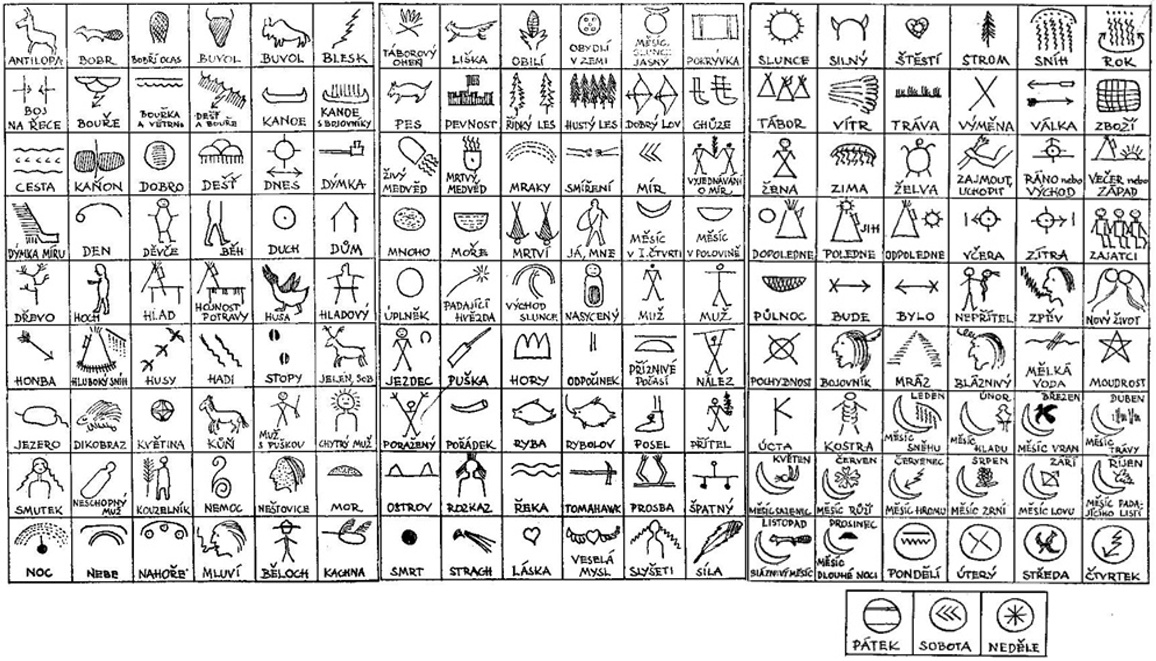 ANTILOPA
BOBR
BOBŘÍ OCAS
BUVOL
BUVOL
BLESK
BOJ
NA ŘECE
BOUŘE
BOUŘKA
A VĚTRNO
DEŠŤ
A BOUŘE
KANOE
KANOE
S BOJOVNÍKY
CESTA
KAŇON
DOBRO
DEŠŤ
DNES
DÝMKA
DÝMKA MÍRU
DEN
DĚVČE
BĚH
DUCH
DŮM
DŘEVO
HOCH
HLAD
HOJNOST
POTRAVY
HUSA
HLADOVÝ
HONBA
HLUBOKÝ SNÍH
HUSY
HADI
STOPY
JELEN, SOB
JEZERO
DIKOBRAZ
KVĚTINA
KŮŇ
MUŽ
S PUŠKOU
CHYTRÝ MUŽ
SMUTEK
NESCHOPNÝ
MUŽ
KOUZELNÍK
NEMOC
NEŠTOVICE
MOR
NOC
NEBE
NAHOŘE
MLUVÍ
BĚLOCH
KACHNA
TÁBOROVÝ
OHEŇ
LIŠKA
OBILÍ
OBYDLÍ
V ZEMI
MĚSÍC,
SLUNCE
JASNÝ
POKRÝVKA
PES
PEVNOST
ŘÍDKÝ LES
HUSTÝ LES
DOBRÝ LOV
CHŮZE
ŽIVÝ
MEDVĚD
MRTVÝ
MEDVĚD
MRAKY
SMÍŘENÍ
MÍR
VYJEDNÁVÁNÍ
O MÍR
MNOHO
MOŘE
MRTVÍ
JÁ, MNE
MĚSÍC
V I. ČTVRTI
MĚSÍC
V POLOVINĚ
ÚPLNĚK
PADAJÍCÍ
HVĚZDA
VÝCHOD
SLUNCE
NASYCENÝ
MUŽ
MUŽ
JEZDEC
PUŠKA
HORY
ODPOČINEK
PŘÍZNIVÉ
POČASÍ
NÁLEZ
PORAŽENÝ
POŘÁDEK
RYBA
RYBOLOV
POSEL
PŘÍTEL
OSTROV
ROZKAZ
ŘEKA
TOMAHAWK
PROSBA
ŠPATNÝ
SMRT
STRACH
LÁSKA
VESELÁ
MYSL
SLYŠETI
SÍLA
SLUNCE
SILNÝ
ŠTĚSTÍ
STROM
SNÍH
ROK
TÁBOR
VÍTR
TRÁVA
VÝMĚNA
VÁLKA
ZBOŽÍ
ŽENA
ZIMA
ŽELVA
ZAJMOUT,
UCHOPIT
RÁNO nebo
VÝCHOD
VEČER nebo
ZÁPAD
DOPOLEDNE
JIH
POLEDNE
ODPOLEDNE
VČERA
ZÍTRA
ZAJATCI
PŮLNOC
BUDE
BYLO
NEPŘÍTEL
ZPĚV
NOVÝ ŽIVOT
POCHYBNOST
BOJOVNÍK
MRÁZ
BLÁZNIVÝ
MĚLKÁ
VODA
MOUDROST
ÚCTA
KOSTRA
LEDEN
MĚSÍC
SNĚHU
ÚNOR
MĚSÍC
HLADU
BŘEZEN
MĚSÍC VRAN
DUBEN
MĚSÍC
TRÁVY
KVĚTEN
MĚSÍC SAZENIC
ČERVEN
MĚSÍC RŮŽÍ
ČERVENEC
MĚSÍC HROMU
SRPEN
MĚSÍC ZRNÍ
ZÁŘÍ
MĚSÍC LOVU
ŘÍJEN
MĚSÍC PADA-
JÍCÍHO LISTÍ
LISTOPAD
BLÁZNIVÝ MĚSÍC
PROSINEC
MĚSÍC
DLOUHÉ NOCI
PONDĚLÍ
ÚTERÝ
STŘEDA
ČTVRTEK
PÁTEK
SOBOTA
NEDĚLE